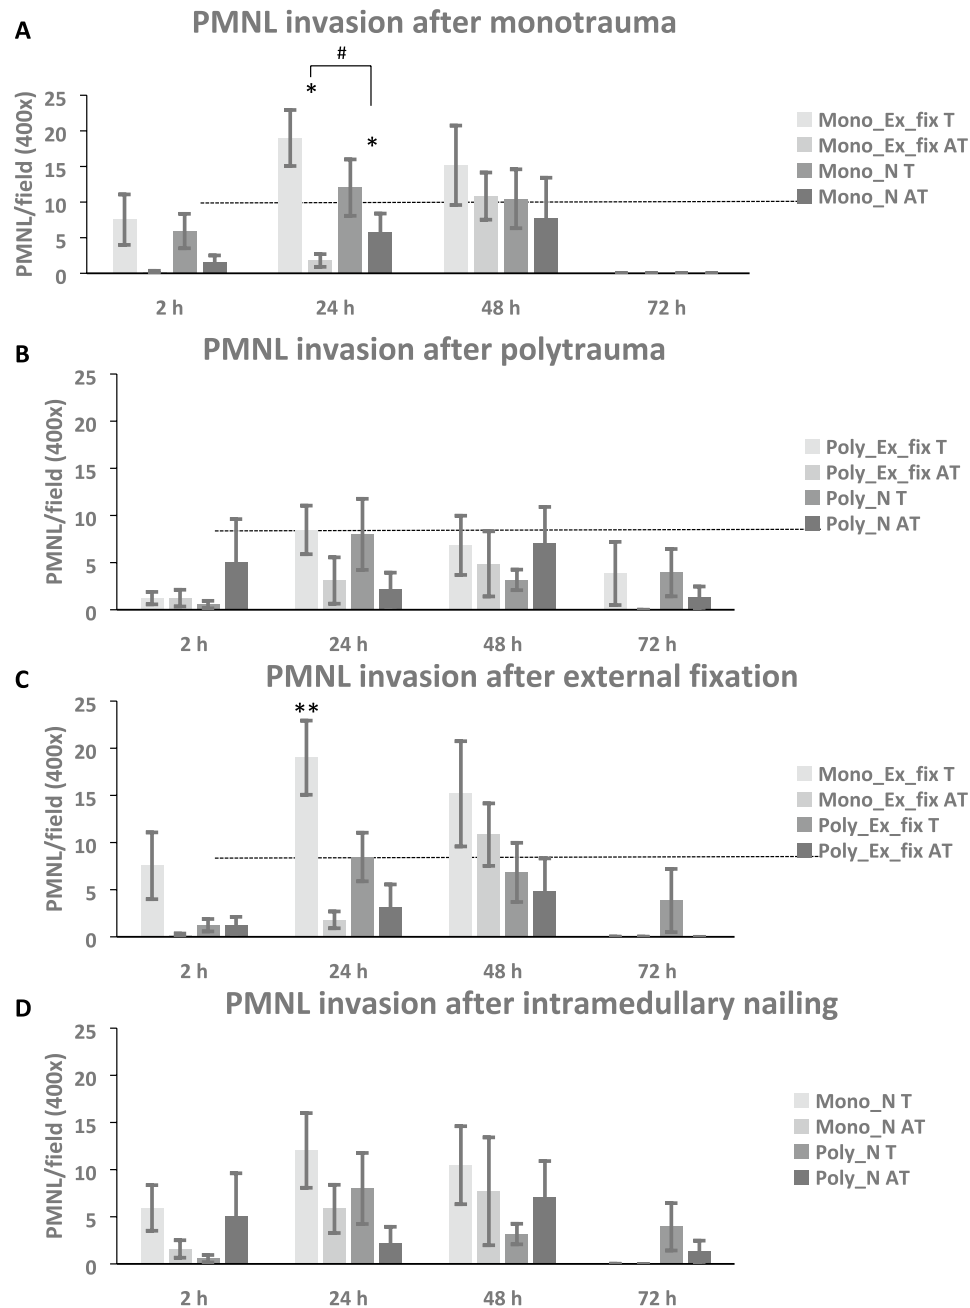 A
PMNL invasion after monotrauma
#
*
*
PMNL/field (400x)
25
20
15
10
5
0
2 h
24 h
48 h
72 h
Mono_Ex_fix T
Mono_Ex_fix AT
Mono_N T
Mono_N AT
B
PMNL invasion after polytrauma
PMNL/field (400x)
25
20
15
10
5
0
2 h
24 h
48 h
72 h
Poly_Ex_fix T
Poly_Ex_fix AT
Poly_N T
Poly_N AT
C
PMNL invasion after external fixation
**
PMNL/field (400x)
25
20
15
10
5
0
2 h
24 h
48 h
72 h
Mono_Ex_fix T
Mono_Ex_fix AT
Poly_Ex_fix T
Poly_Ex_fix AT
D
PMNL invasion after intramedullary nailing
PMNL/field (400x)
25
20
15
10
5
0
2 h
24 h
48 h
72 h
Mono_N T
Mono_N AT
Poly_N T
Poly_N AT